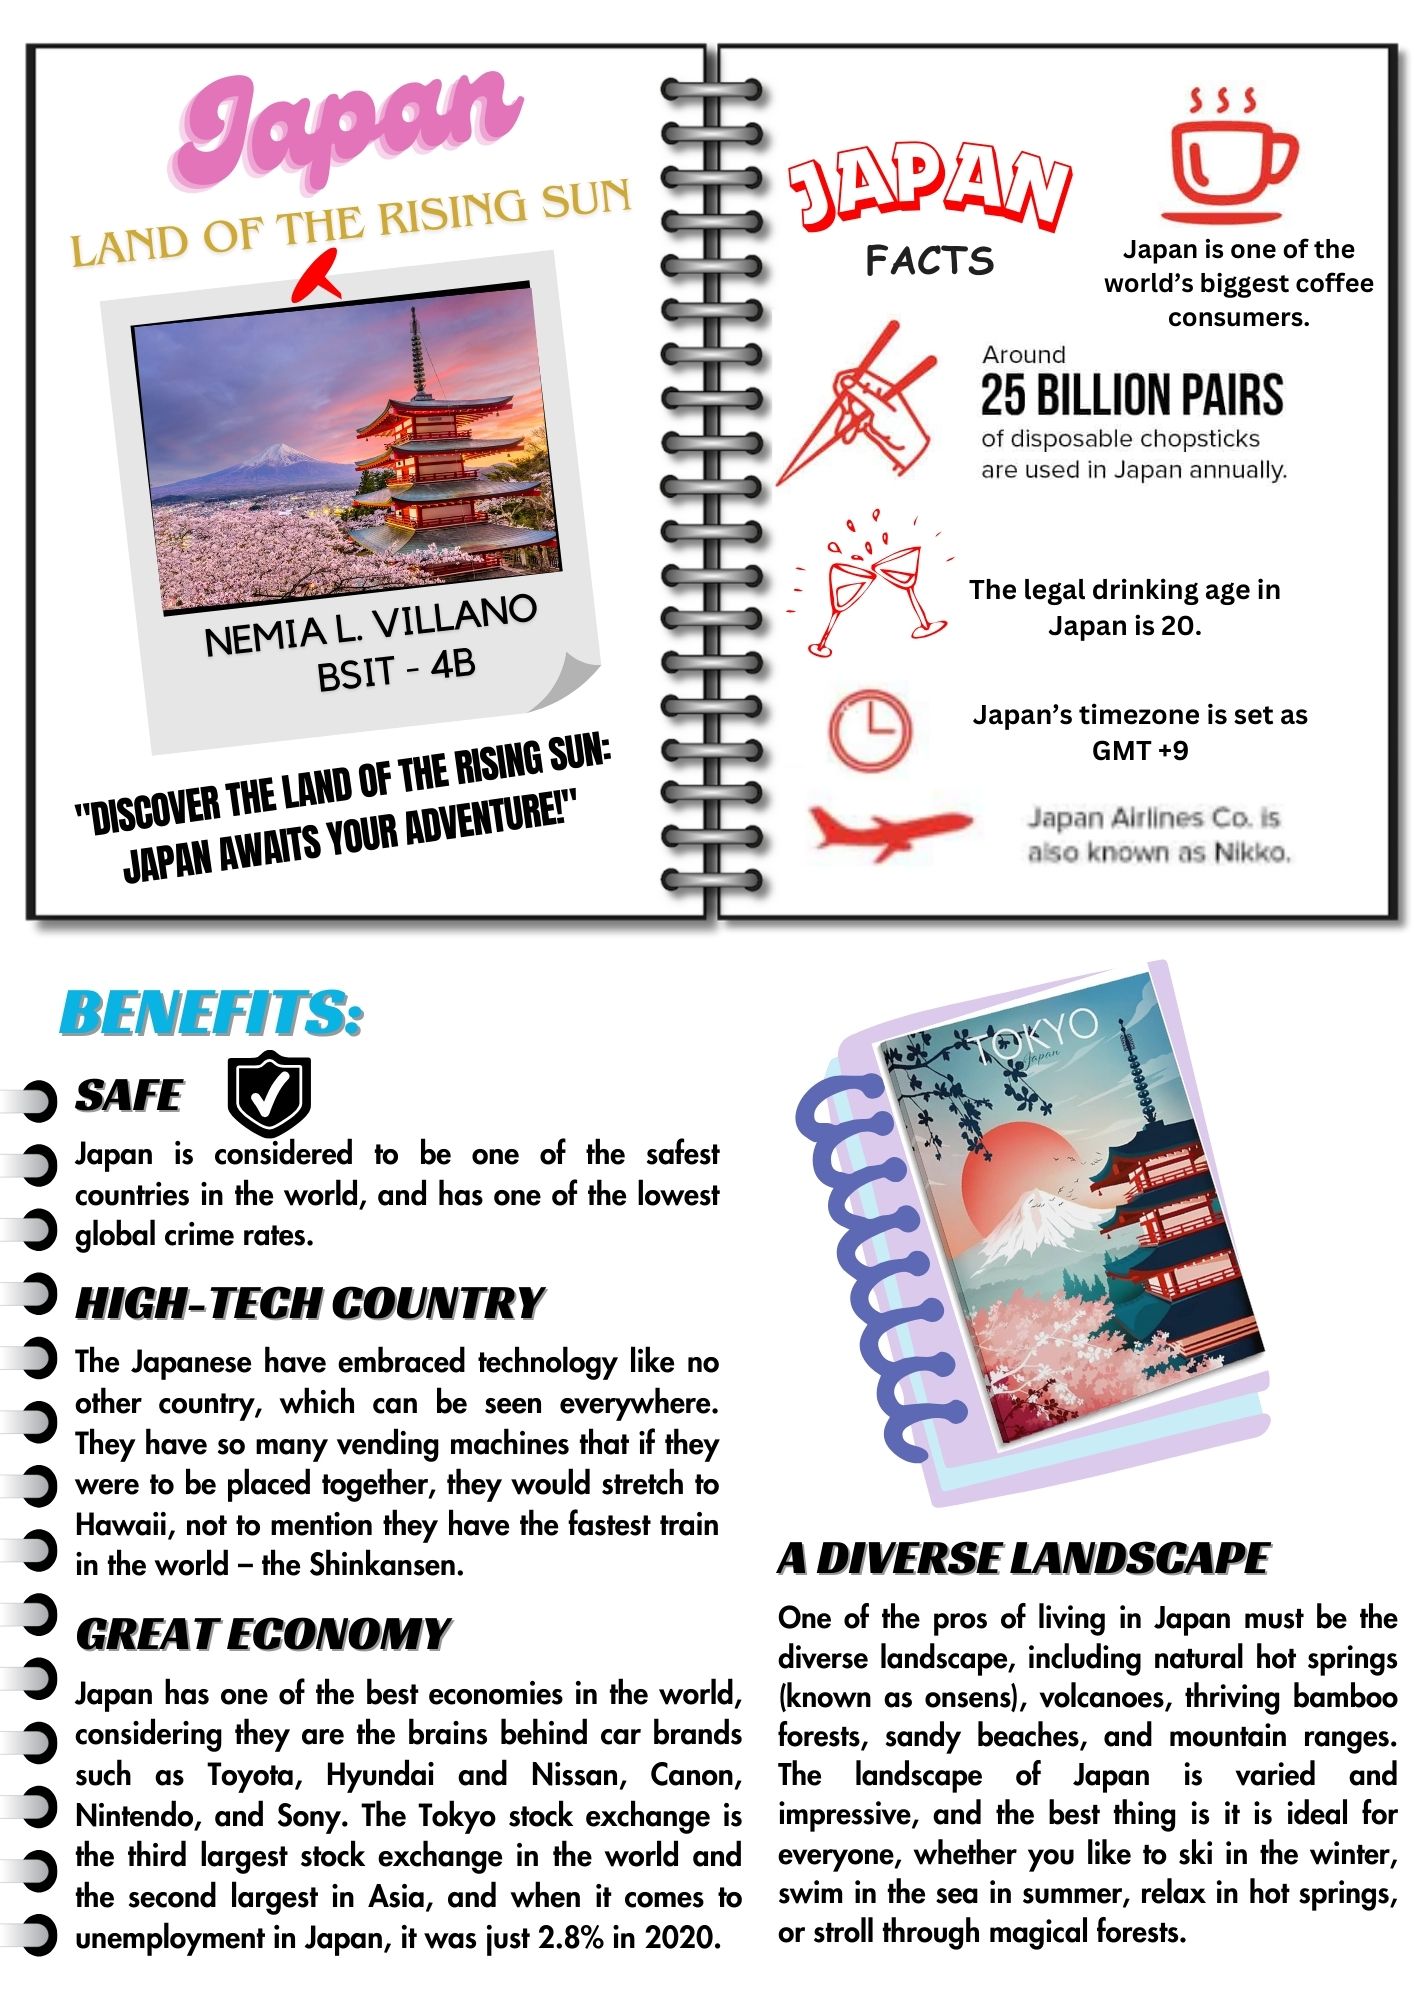 Japan
LAND OF THE RISING SUN
NEMIA L. VILLANO
BSIT - 4B
"DISCOVER THE LAND OF THE RISING SUN:
JAPAN AWAITS YOUR ADVENTURE!"
JAPAN
FACTS
Japan is one of the
world’s biggest coffee
consumers.
Around
25 BILLION PAIRS
of disposable chopsticks
are used in Japan annually.
The legal drinking age in
Japan is 20.
Japan’s timezone is set as
GMT +9
Japan Airlines Co. is
also known as Nikko.
BENEFITS:
SAFE
Japan is considered to be one of the safest
countries in the world, and has one of the lowest
global crime rates.
HIGH-TECH COUNTRY
The Japanese have embraced technology like no
other country, which can be seen everywhere.
They have so many vending machines that if they
were to be placed together, they would stretch to
Hawaii, not to mention they have the fastest train
in the world – the Shinkansen.
GREAT ECONOMY
Japan has one of the best economies in the world,
considering they are the brains behind car brands
such as Toyota, Hyundai and Nissan, Canon,
Nintendo, and Sony. The Tokyo stock exchange is
the third largest stock exchange in the world and
the second largest in Asia, and when it comes to
unemployment in Japan, it was just 2.8% in 2020.
TOKYO
Japan
A DIVERSE LANDSCAPE
One of the pros of living in Japan must be the
diverse landscape, including natural hot springs
(known as onsens), volcanoes, thriving bamboo
forests, sandy beaches, and mountain ranges.
The landscape of Japan is varied and
impressive, and the best thing is it is ideal for
everyone, whether you like to ski in the winter,
swim in the sea in summer, relax in hot springs,
or stroll through magical forests.